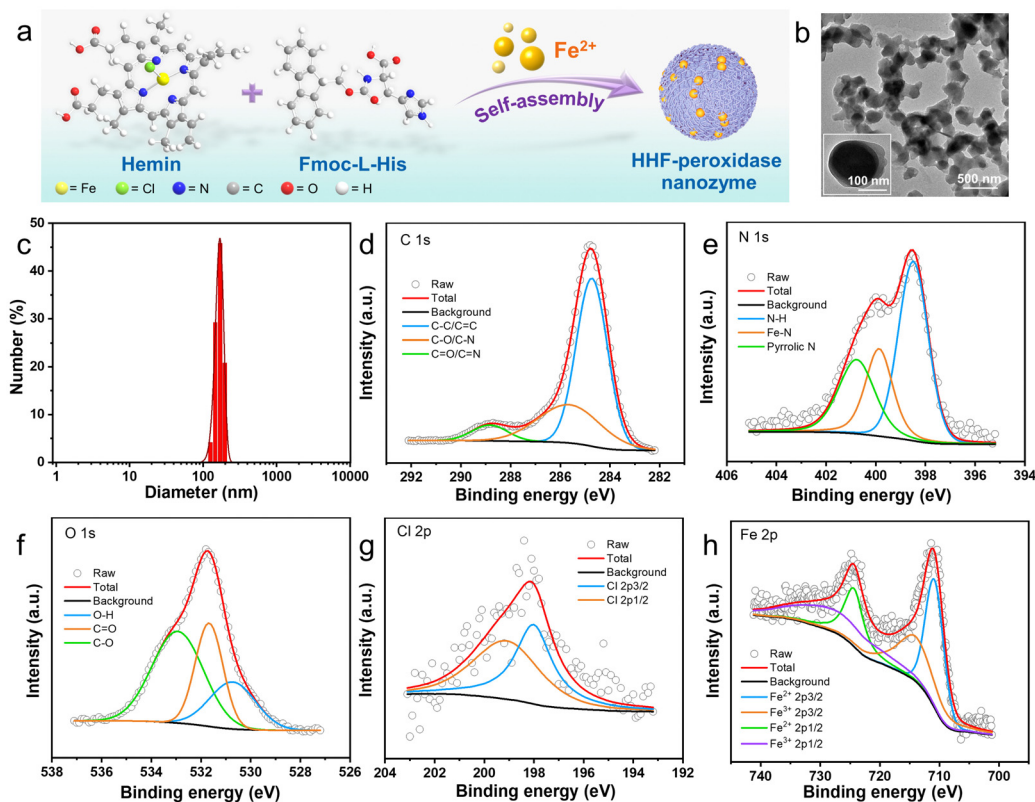 a
Fe²⁺
Self-assembly
Hemin
Fmoc-L-His
HHF-peroxidase
nanozyme
= Fe = Cl = N = C = O = H
b
100 nm
500 nm
c
Number (%)
50
40
30
20
10
0
1 10 100 1000 10000
Diameter (nm)
d
C 1s
Intensity (a.u.)
Raw
Total
Background
C-C/C=C
C-O/C-N
C=O/C=N
292 290 288 286 284 282
Binding energy (eV)
e
N 1s
Intensity (a.u.)
Raw
Total
Background
N-H
Fe-N
Pyrrolic N
406 404 402 400 398 396 394
Binding energy (eV)
f
O 1s
Intensity (a.u.)
Raw
Total
Background
O-H
C=O
C-O
538 536 534 532 530 528 526
Binding energy (eV)
g
Cl 2p
Intensity (a.u.)
Raw
Total
Background
Cl 2p3/2
Cl 2p1/2
204 202 200 198 196 194 192
Binding energy (eV)
h
Fe 2p
Intensity (a.u.)
Raw
Total
Background
Fe²⁺ 2p3/2
Fe³⁺ 2p3/2
Fe²⁺ 2p1/2
Fe³⁺ 2p1/2
740 730 720 710 700
Binding energy (eV)